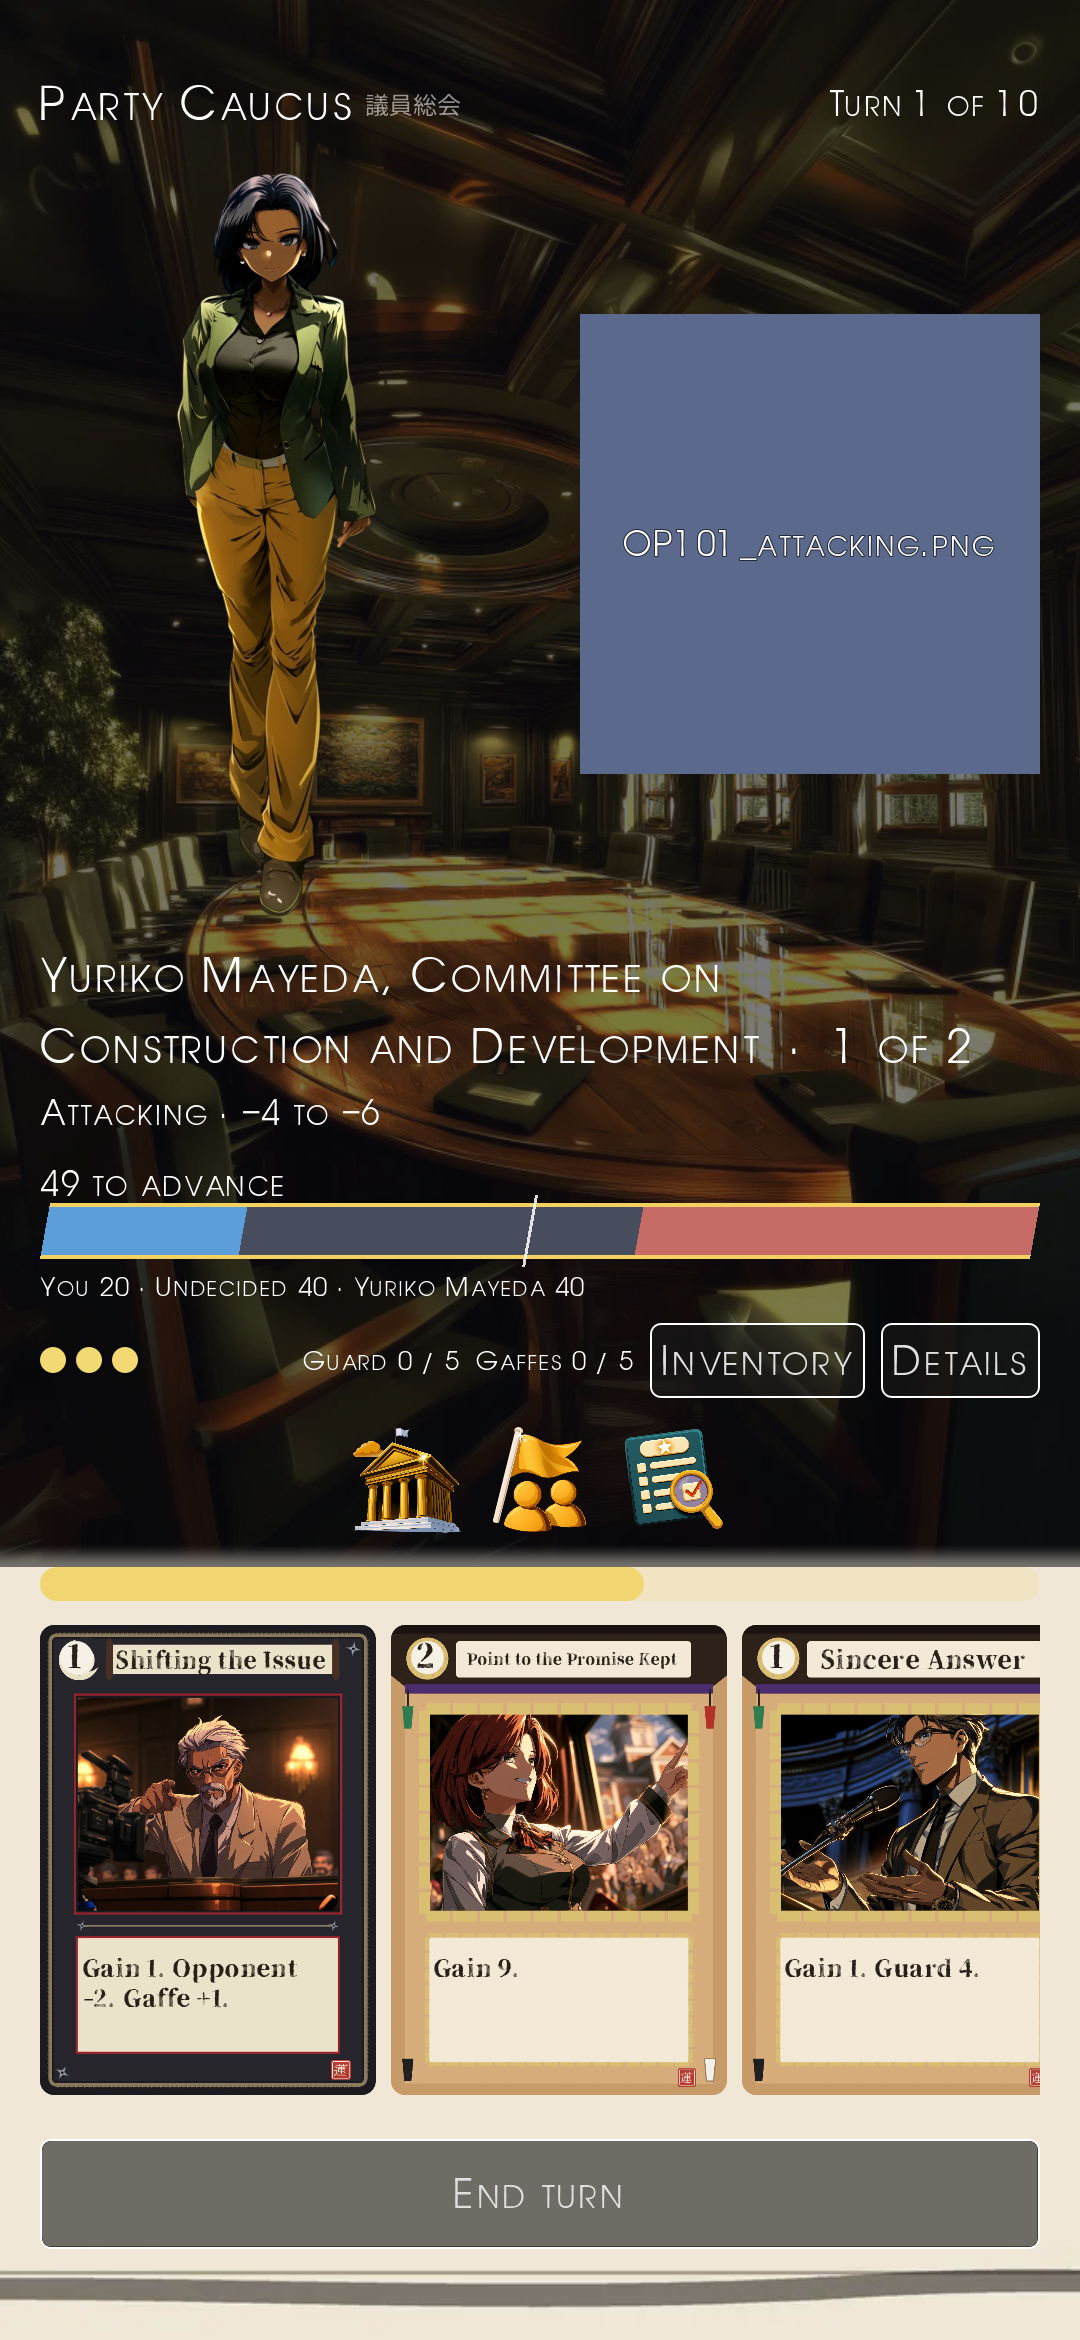 Party Caucus 議員総会
Turn 1 of 10
OP101_attacking.png
Yuriko Mayeda, Committee on
Construction and Development · 1 of 2
Attacking · −4 to −6
49 to advance
You 20 · Undecided 40 · Yuriko Mayeda 40
Guard 0 / 5 Gaffes 0 / 5
Inventory
Details
1 Shifting the Issue
Gain 1. Opponent
-2. Gaffe +1.
運
2 Point to the Promise Kept
Gain 9.
運
1 Sincere Answer
Gain 1. Guard 4.
End turn